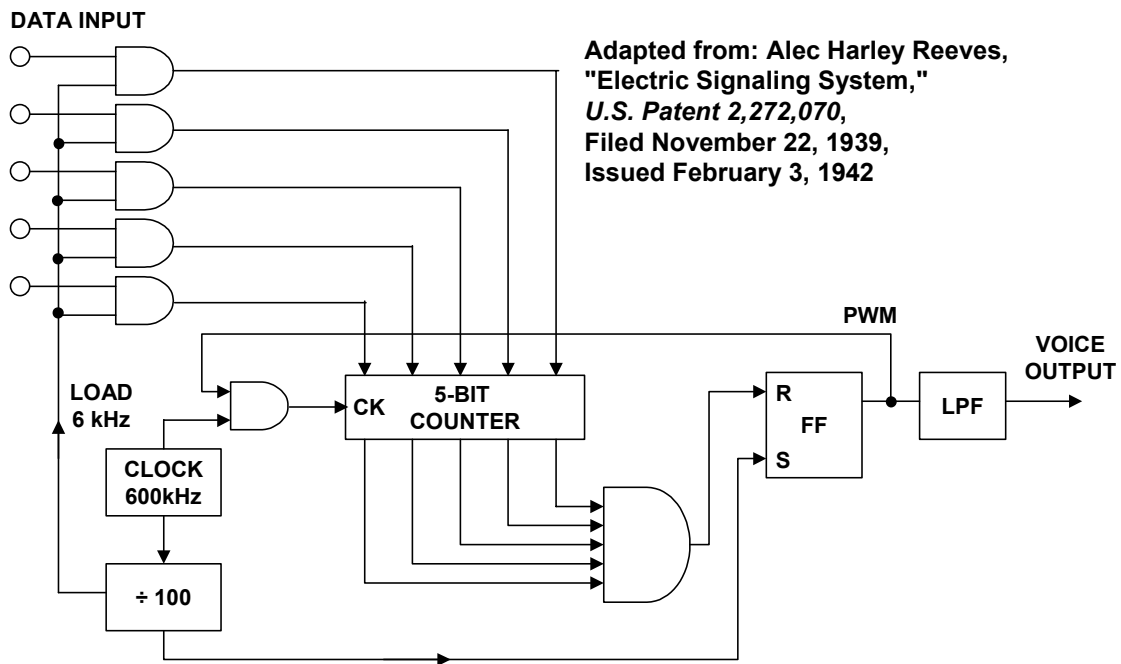 DATA INPUT
Adapted from: Alec Harley Reeves,
"Electric Signaling System,"
U.S. Patent 2,272,070,
Filed November 22, 1939,
Issued February 3, 1942
PWM
VOICE
OUTPUT
LOAD
6 kHz
CK
5-BIT
COUNTER
R
FF
S
LPF
CLOCK
600kHz
÷ 100